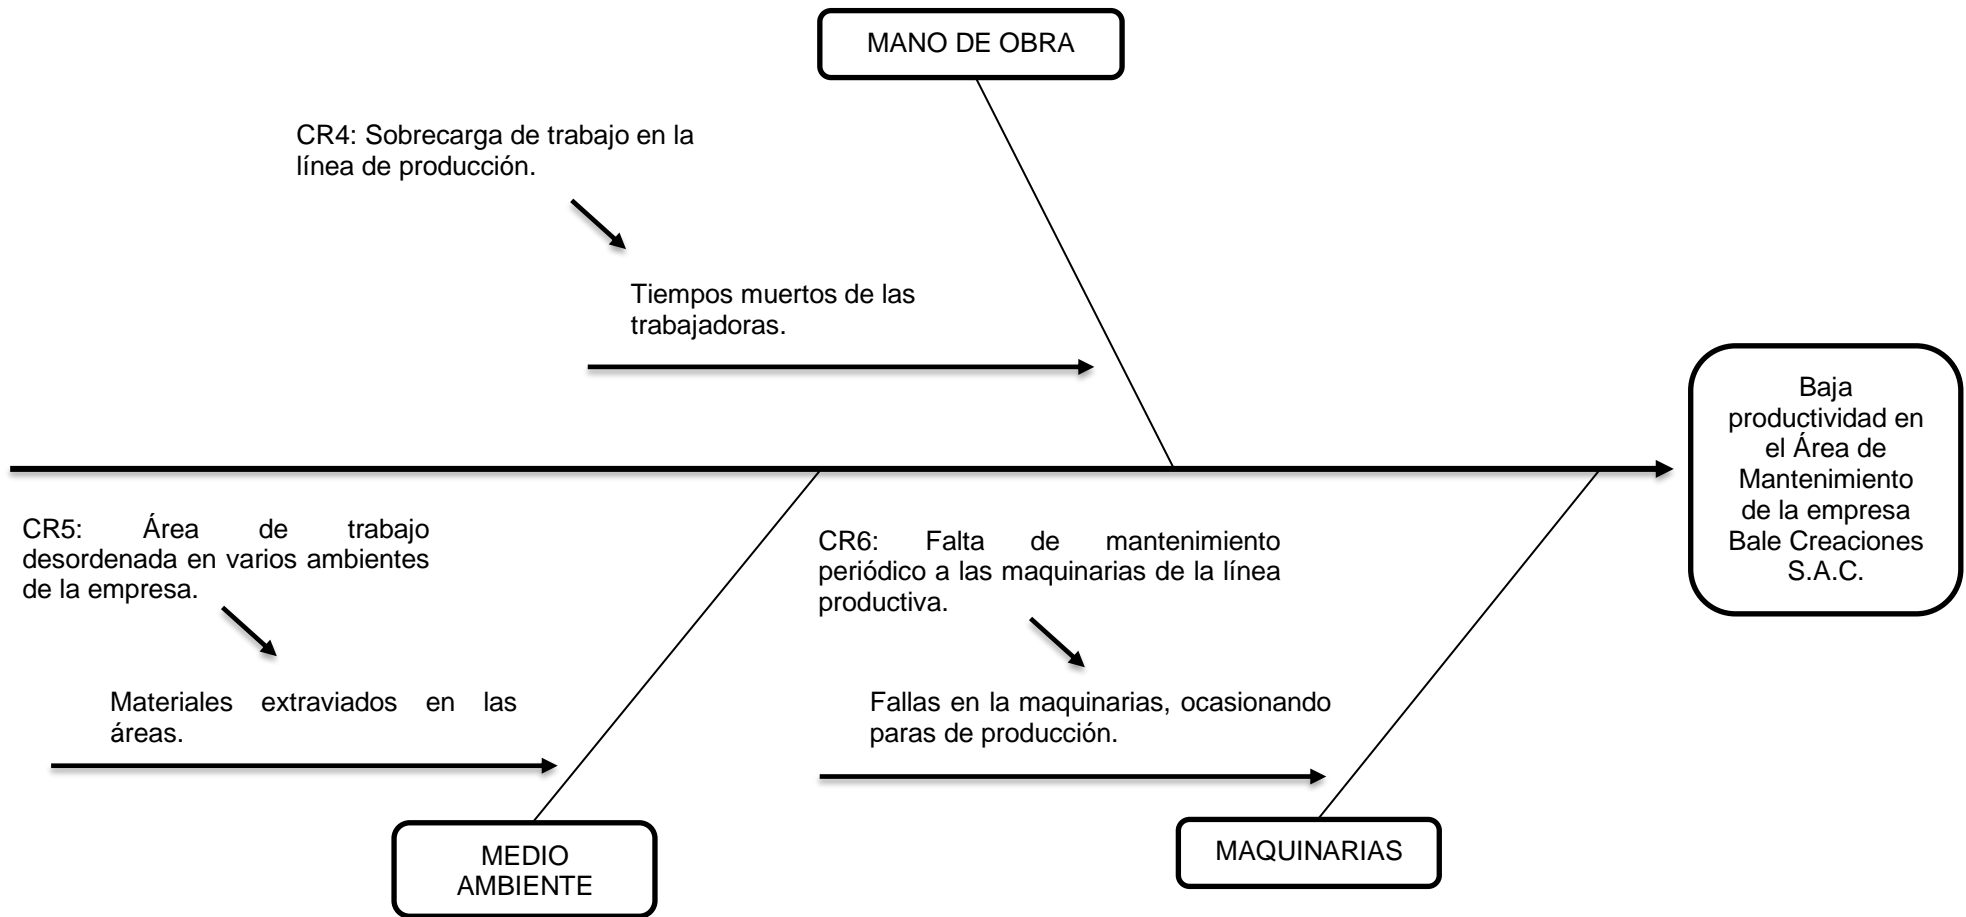 MANO DE OBRA
CR4: Sobrecarga de trabajo en la
línea de producción.
Tiempos muertos de las
trabajadoras.
Baja
productividad en
el Área de
Mantenimiento
de la empresa
Bale Creaciones
S.A.C.
CR5: Área de trabajo
desordenada en varios ambientes
de la empresa.
Materiales extraviados en las
áreas.
MEDIO
AMBIENTE
CR6: Falta de mantenimiento
periódico a las maquinarias de la línea
productiva.
Fallas en la maquinarias, ocasionando
paras de producción.
MAQUINARIAS